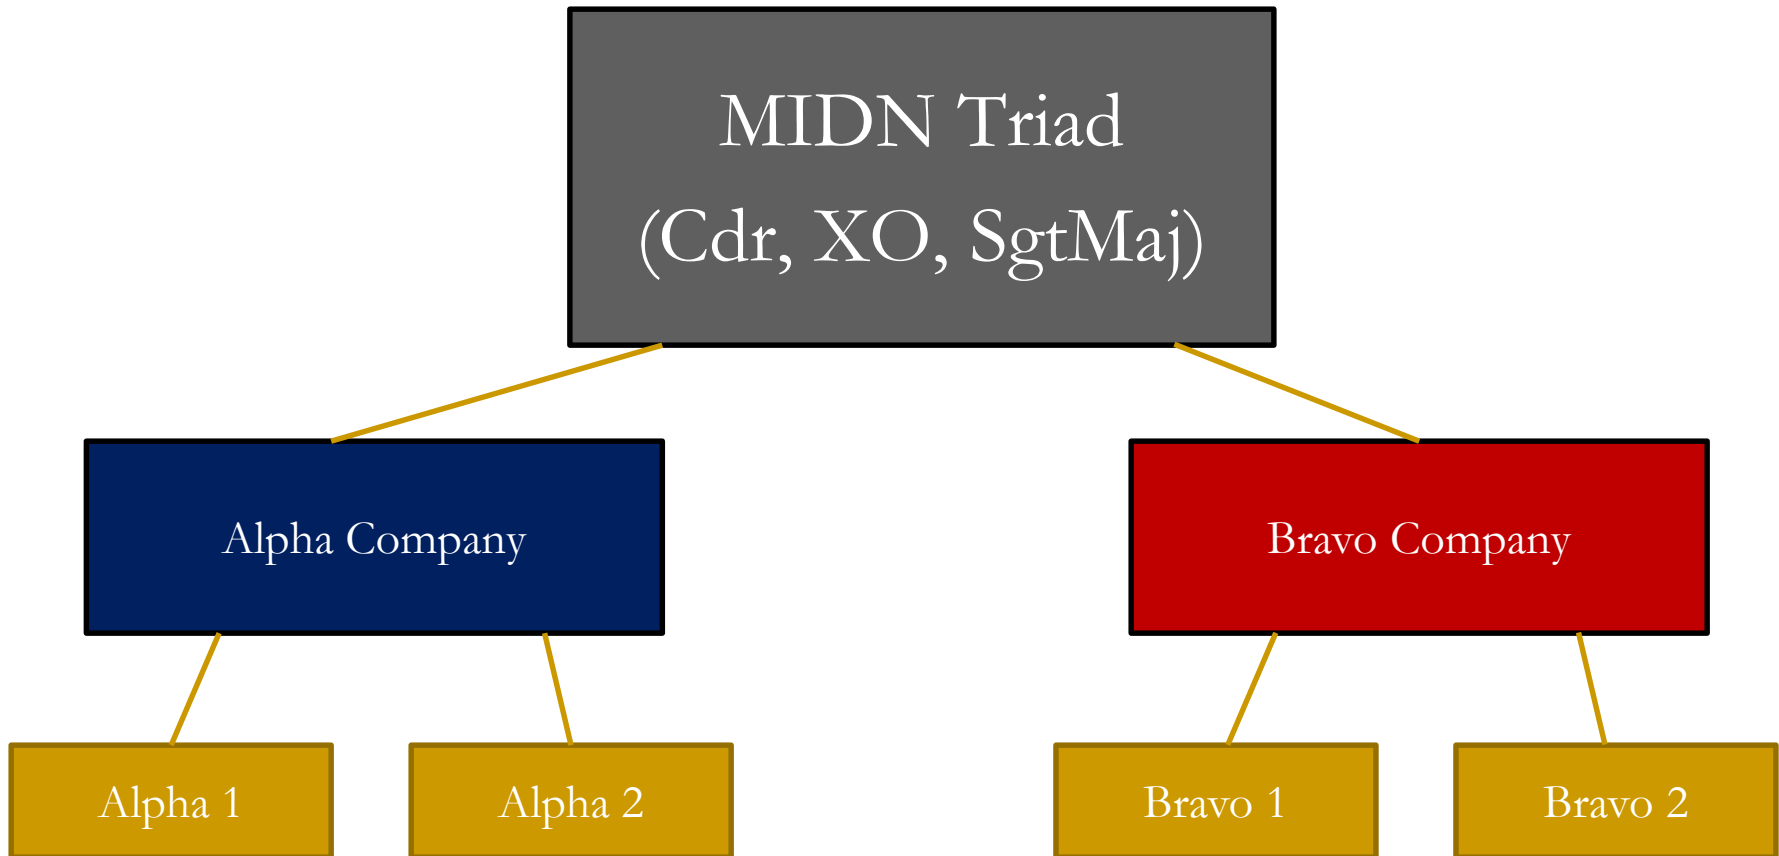 MIDN Triad
(Cdr, XO, SgtMaj)
Alpha Company
Bravo Company
Alpha 1
Alpha 2
Bravo 1
Bravo 2